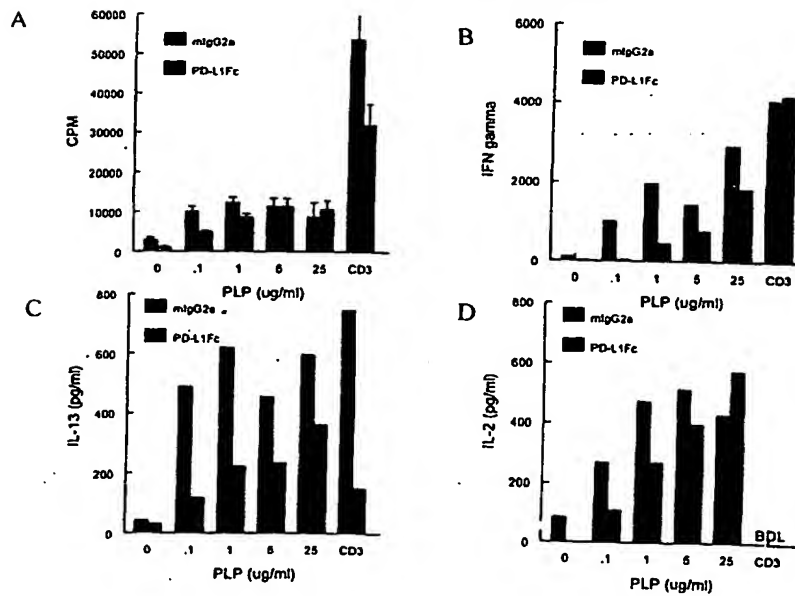 A
60000
50000
40000
30000
20000
10000
0
CPM
mIgG2a
PD-L1Fc
0 .1 1 5 25 CD3
PLP (ug/ml)
B
6000
4000
2000
0
IFN gamma
mIgG2a
PD-L1Fc
0 .1 1 5 25 CD3
PLP (ug/ml)
C
800
600
400
200
0
IL-13 (pg/ml)
mIgG2a
PD-L1Fc
0 .1 1 5 25 CD3
PLP (ug/ml)
D
800
600
400
200
0
IL-2 (pg/ml)
mIgG2a
PD-L1Fc
BDL
0 .1 1 5 25 CD3
PLP (ug/ml)